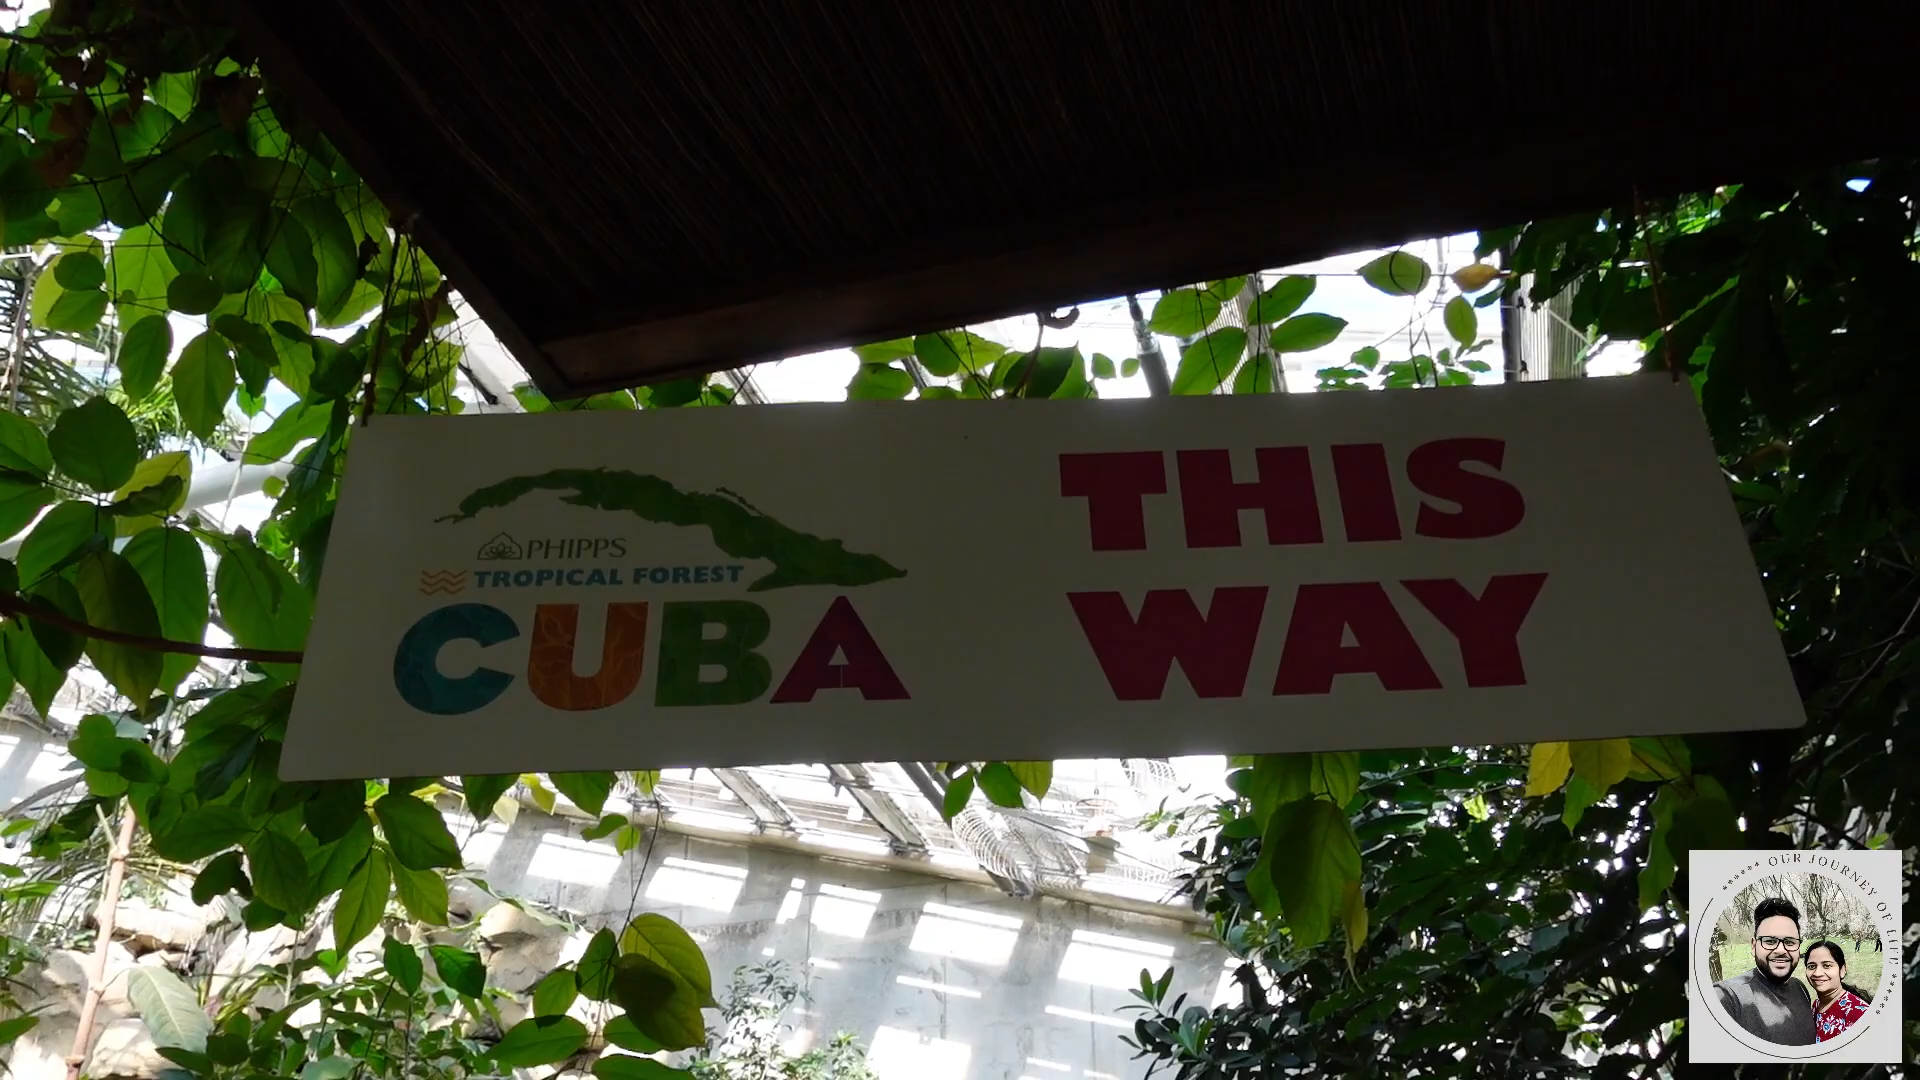 PHIPPS
TROPICAL FOREST
CUBA
THIS
WAY
OUR JOURNEY OF LIFE